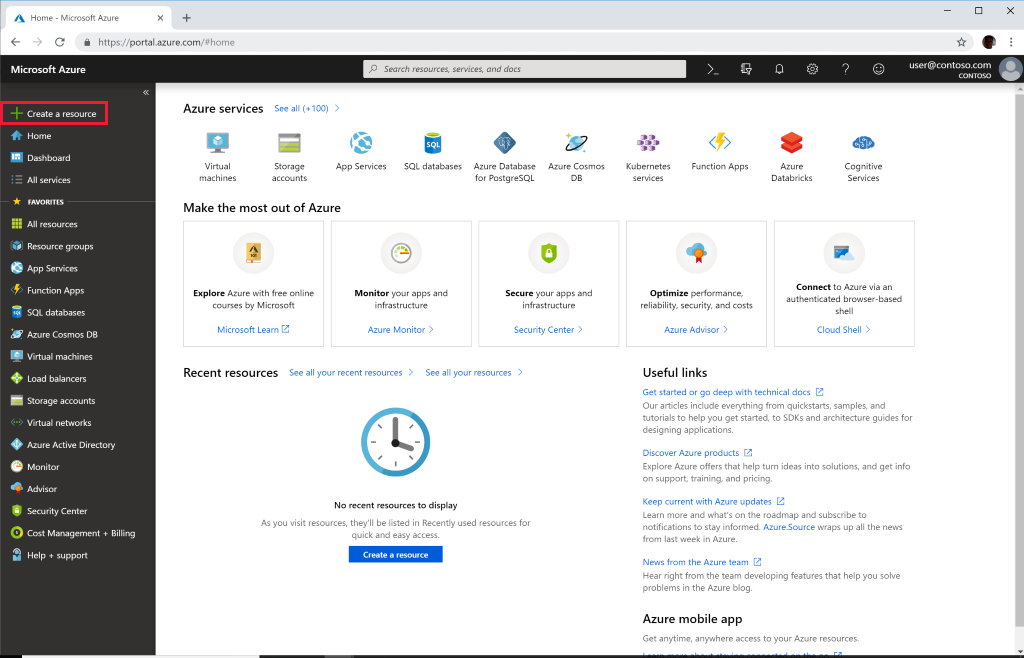 Home - Microsoft Azure
https://portal.azure.com/#home
Microsoft Azure
Search resources, services, and docs
user@contoso.com
CONTOSO
Create a resource
Home
Dashboard
All services
FAVORITES
All resources
Resource groups
App Services
Function Apps
SQL databases
Azure Cosmos DB
Virtual machines
Load balancers
Storage accounts
Virtual networks
Azure Active Directory
Monitor
Advisor
Security Center
Cost Management + Billing
Help + support
Azure services
See all (+100)
Virtual
machines
Storage
accounts
App Services
SQL
SQL databases
Azure Database
for PostgreSQL
Azure Cosmos
DB
Kubernetes
services
Function Apps
Azure
Databricks
Cognitive
Services
Make the most out of Azure
Explore Azure with free online
courses by Microsoft
Microsoft Learn
Monitor your apps and
infrastructure
Azure Monitor
Secure your apps and
infrastructure
Security Center
Optimize performance,
reliability, security, and costs
Azure Advisor
Connect to Azure via an
authenticated browser-based
shell
Cloud Shell
Recent resources
See all your recent resources
See all your resources
No recent resources to display
As you visit resources, they'll be listed in Recently used resources for
quick and easy access.
Create a resource
Useful links
Get started or go deep with technical docs
Our articles include everything from quickstarts, samples, and
tutorials to help you get started, to SDKs and architecture guides for
designing applications.
Discover Azure products
Explore Azure offers that help turn ideas into solutions, and get info
on support, training, and pricing.
Keep current with Azure updates
Learn more and what's on the roadmap and subscribe to
notifications to stay informed. Azure.Source wraps up all the news
from last week in Azure.
News from the Azure team
Hear right from the team developing features that help you solve
problems in the Azure blog.
Azure mobile app
Get anytime, anywhere access to your Azure resources.
Learn more about staying connected on the go